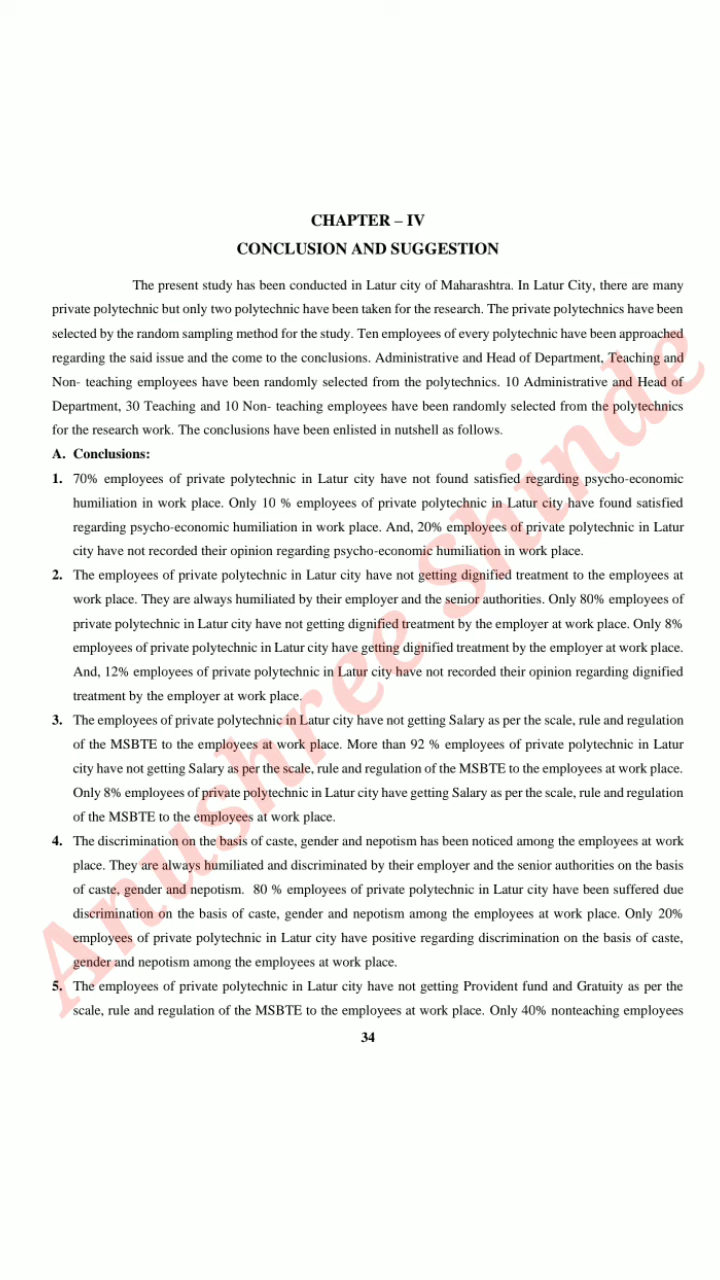 CHAPTER – IV
CONCLUSION AND SUGGESTION
The present study has been conducted in Latur city of Maharashtra. In Latur City, there are many
private polytechnic but only two polytechnic have been taken for the research. The private polytechnics have been
selected by the random sampling method for the study. Ten employees of every polytechnic have been approached
regarding the said issue and the come to the conclusions. Administrative and Head of Department, Teaching and
Non- teaching employees have been randomly selected from the polytechnics. 10 Administrative and Head of
Department, 30 Teaching and 10 Non- teaching employees have been randomly selected from the polytechnics
for the research work. The conclusions have been enlisted in nutshell as follows.
A. Conclusions:
1. 70% employees of private polytechnic in Latur city have not found satisfied regarding psycho-economic
humiliation in work place. Only 10 % employees of private polytechnic in Latur city have found satisfied
regarding psycho-economic humiliation in work place. And, 20% employees of private polytechnic in Latur
city have not recorded their opinion regarding psycho-economic humiliation in work place.
2. The employees of private polytechnic in Latur city have not getting dignified treatment to the employees at
work place. They are always humiliated by their employer and the senior authorities. Only 80% employees of
private polytechnic in Latur city have not getting dignified treatment by the employer at work place. Only 8%
employees of private polytechnic in Latur city have getting dignified treatment by the employer at work place.
And, 12% employees of private polytechnic in Latur city have not recorded their opinion regarding dignified
treatment by the employer at work place.
3. The employees of private polytechnic in Latur city have not getting Salary as per the scale, rule and regulation
of the MSBTE to the employees at work place. More than 92 % employees of private polytechnic in Latur
city have not getting Salary as per the scale, rule and regulation of the MSBTE to the employees at work place.
Only 8% employees of private polytechnic in Latur city have getting Salary as per the scale, rule and regulation
of the MSBTE to the employees at work place.
4. The discrimination on the basis of caste, gender and nepotism has been noticed among the employees at work
place. They are always humiliated and discriminated by their employer and the senior authorities on the basis
of caste, gender and nepotism. 80 % employees of private polytechnic in Latur city have been suffered due
discrimination on the basis of caste, gender and nepotism among the employees at work place. Only 20%
employees of private polytechnic in Latur city have positive regarding discrimination on the basis of caste,
gender and nepotism among the employees at work place.
5. The employees of private polytechnic in Latur city have not getting Provident fund and Gratuity as per the
scale, rule and regulation of the MSBTE to the employees at work place. Only 40% nonteaching employees
34
Anushree Shinde